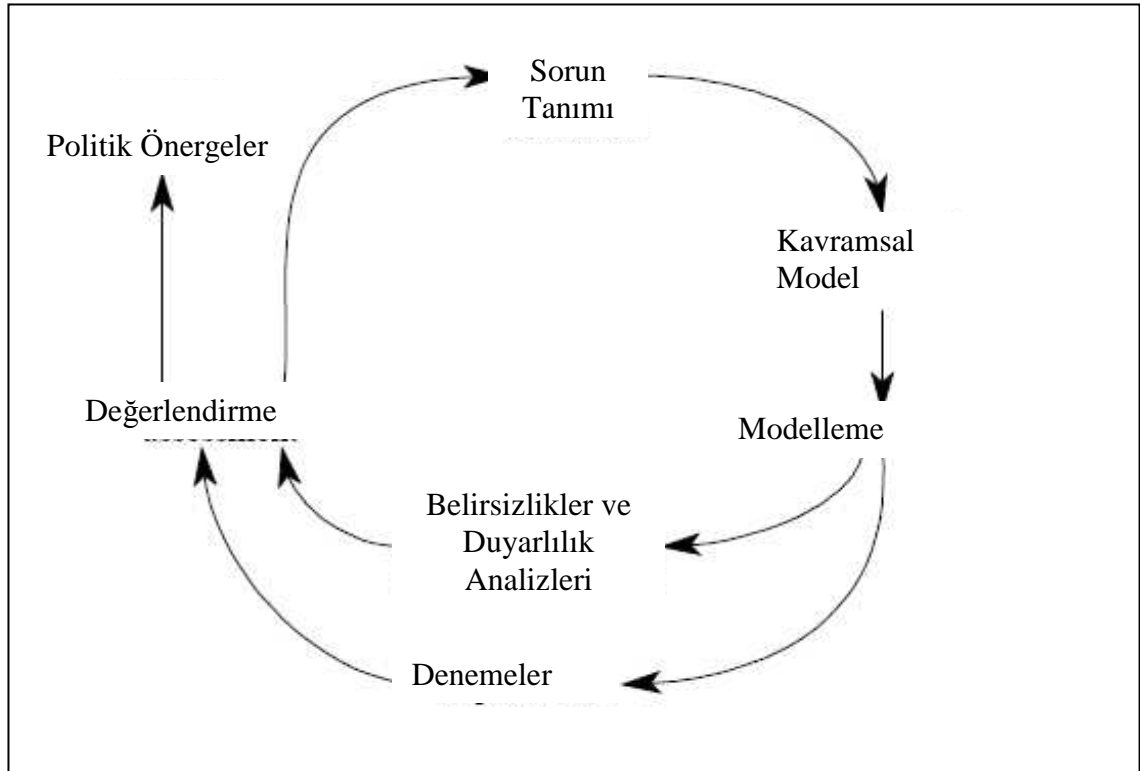 Sorun
Tanımı
Politik Önergeler
Kavramsal
Model
Değerlendirme
Modelleme
Belirsizlikler ve
Duyarlılık
Analizleri
Denemeler